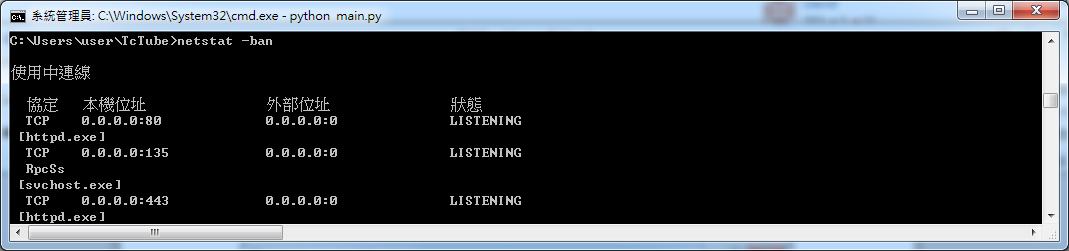 系統管理員: C:\Windows\System32\cmd.exe - python  main.py
C:\Users\user\TcTube>netstat -ban
使用中連線
協定 本機位址 外部位址 狀態
TCP 0.0.0.0:80 0.0.0.0:0 LISTENING
[httpd.exe]
TCP 0.0.0.0:135 0.0.0.0:0 LISTENING
RpcSs
[svchost.exe]
TCP 0.0.0.0:443 0.0.0.0:0 LISTENING
[httpd.exe]